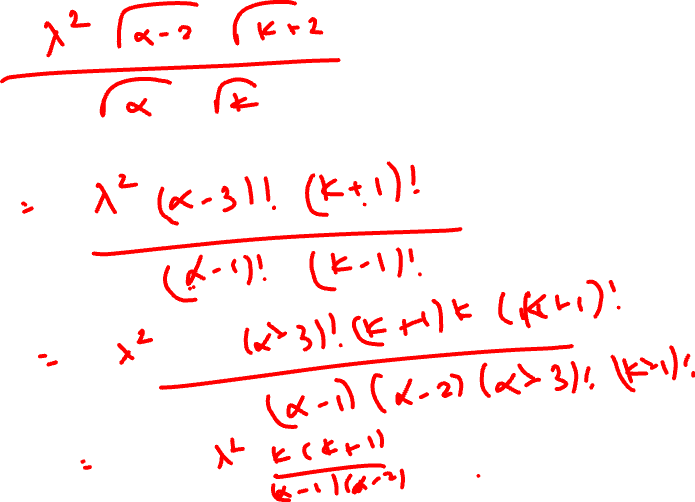 λ² Γα-2 Γk+2
Γα Γk
= λ² (α-3)! (k+1)!
(α-1)! (k-1)!
= λ² (α-3)! (k+1) k (k-1)!
(α-1) (α-2) (α-3)! (k-1)!
= λ² k(k+1)
(α-1)(α-2) .